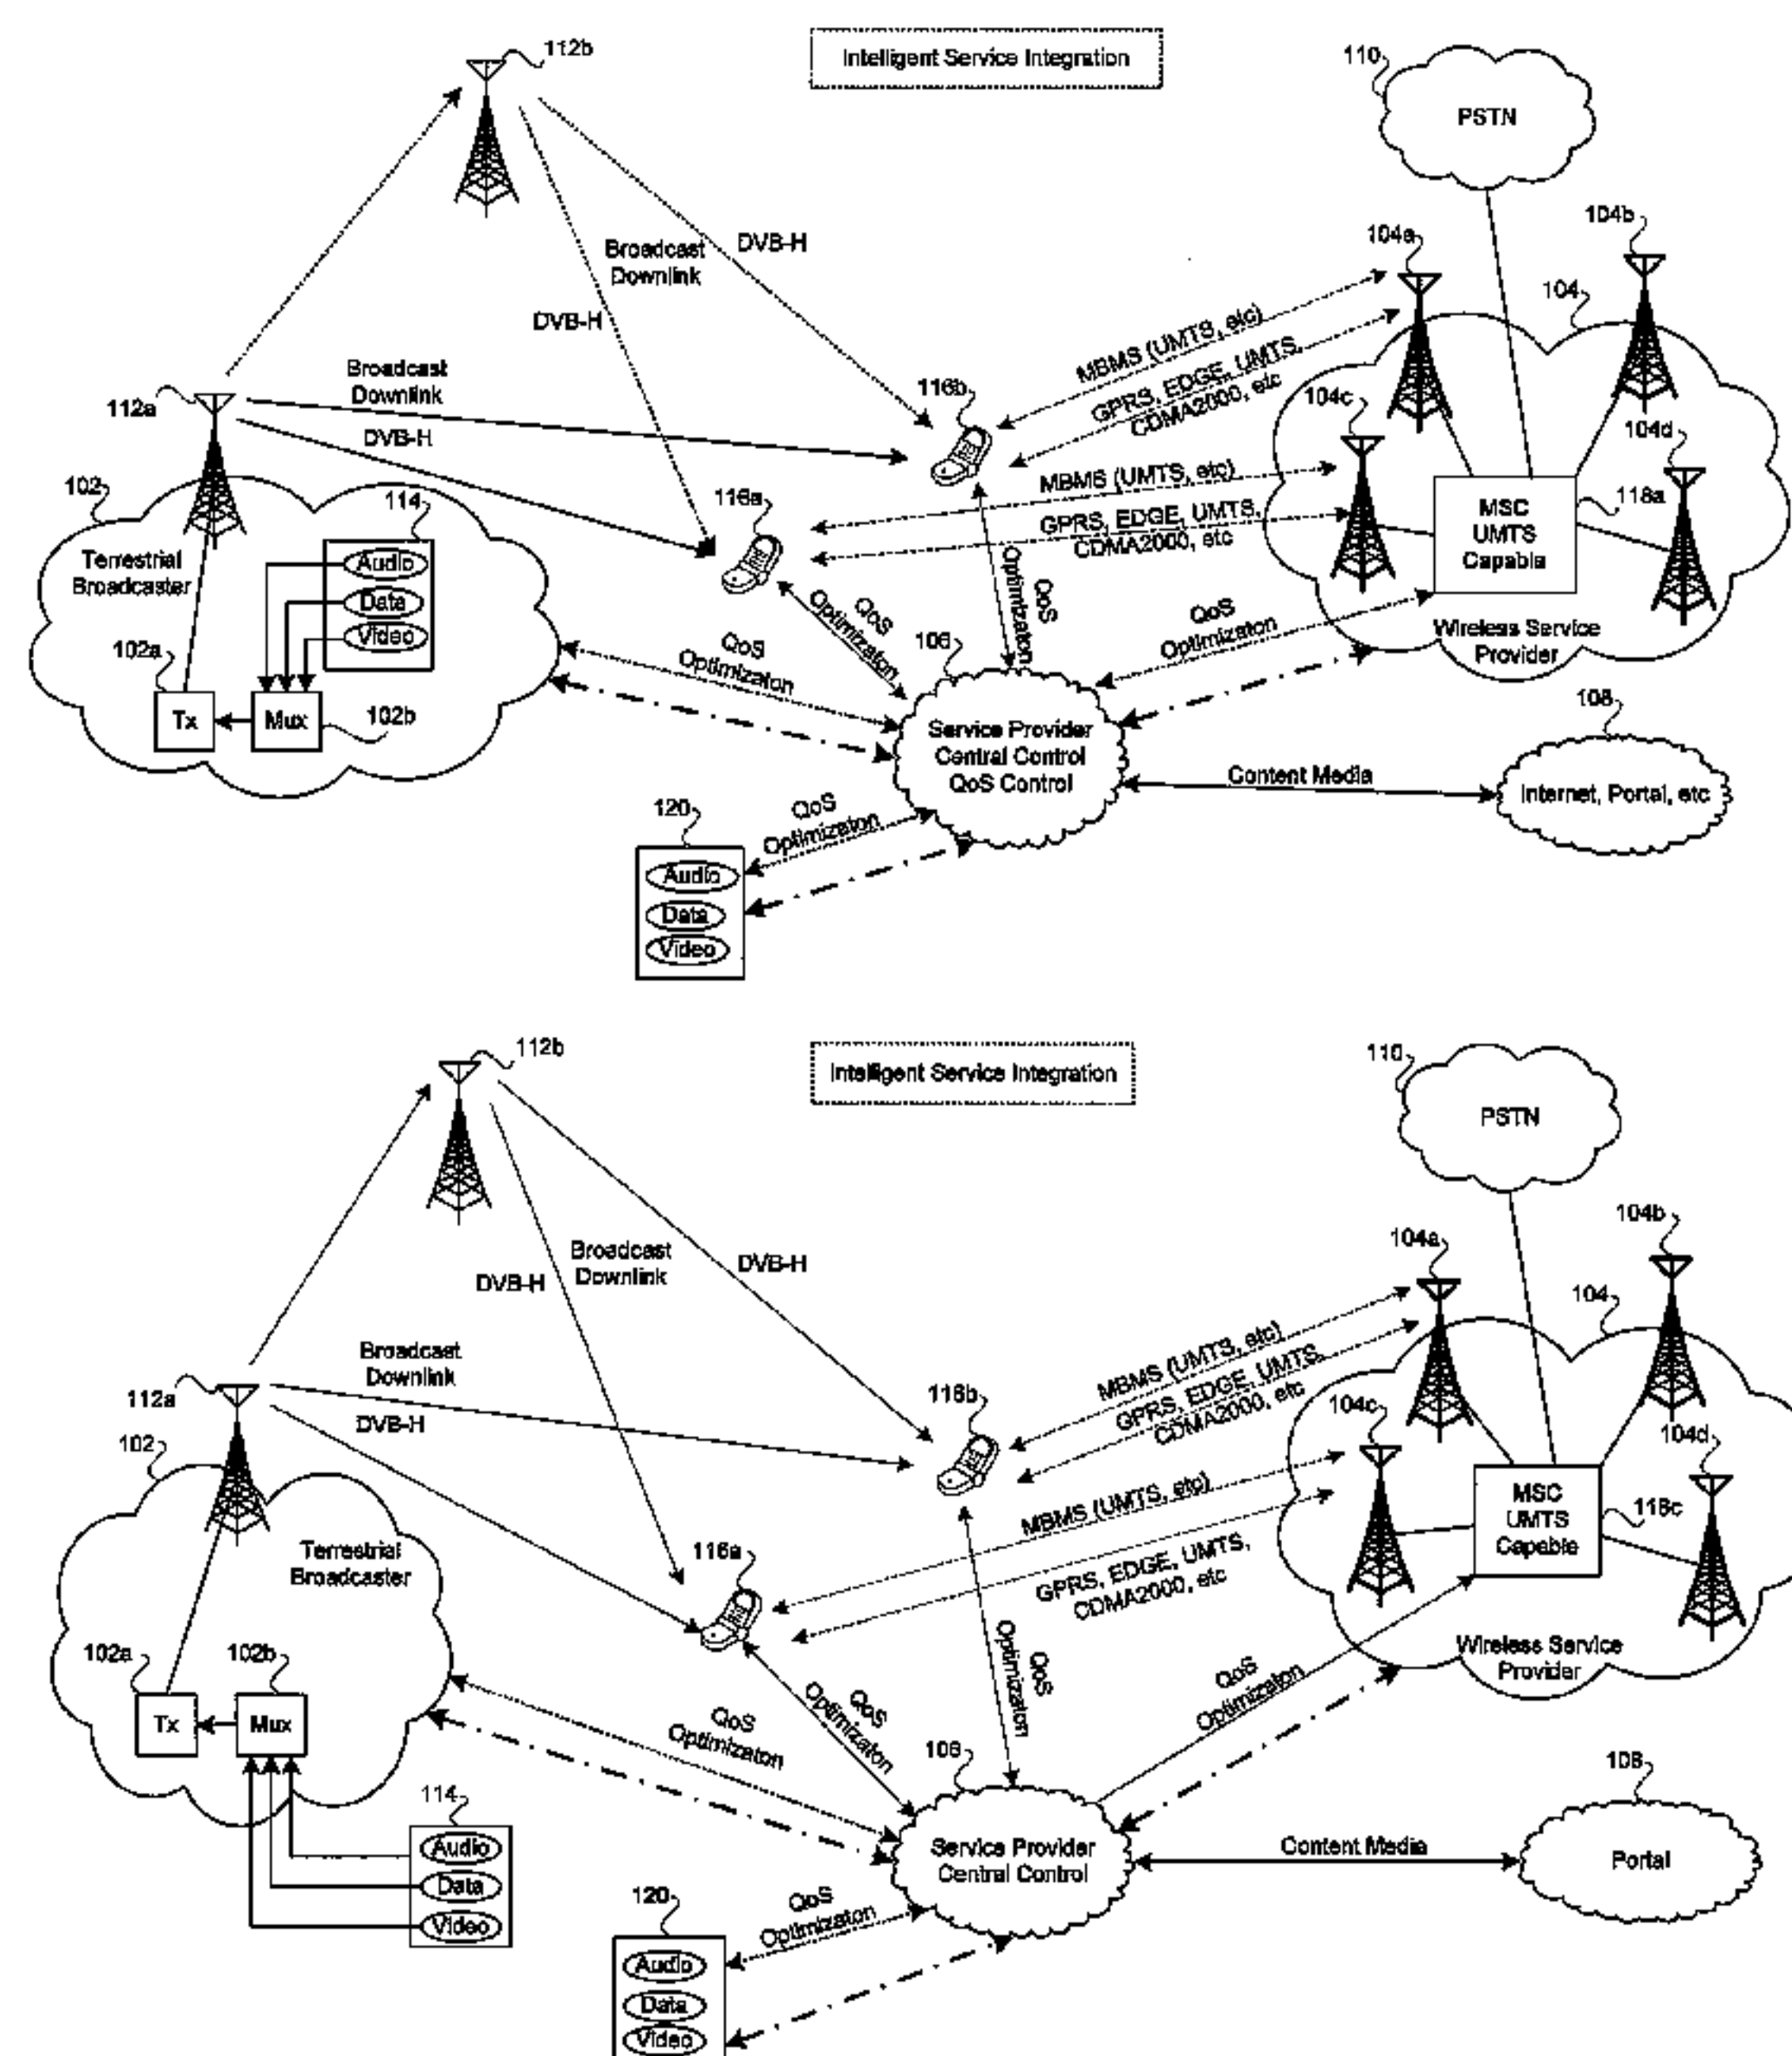 112b
Intelligent Service Integration
110
PSTN
104b
104a
104
Broadcast
Downlink
DVB-H
DVB-H
MBMS (UMTS, etc)
GPRS, EDGE, UMTS,
CDMA2000, etc
Broadcast
Downlink
112a
DVB-H
116b
104c
104d
102
114
116a
MBMS (UMTS, etc)
GPRS, EDGE, UMTS,
CDMA2000, etc
MSC
UMTS
Capable
118a
Terrestrial
Broadcaster
Audio
Data
Video
102a
Tx
Mux
102b
QoS
Optimizaton
QoS
Optimizaton
QoS
Optimizaton
QoS
Optimizaton
Wireless Service
Provider
106
Service Provider
Central Control
QoS Control
Content Media
108
Internet, Portal, etc
120
QoS
Optimizaton
Audio
Data
Video
112b
Intelligent Service Integration
110
PSTN
104b
104a
104
Broadcast
Downlink
DVB-H
DVB-H
MBMS (UMTS, etc)
GPRS, EDGE, UMTS,
CDMA2000, etc
Broadcast
Downlink
112a
DVB-H
116b
104c
104d
102
Terrestrial
Broadcaster
116a
MBMS (UMTS, etc)
GPRS, EDGE, UMTS,
CDMA2000, etc
MSC
UMTS
Capable
118c
102a
102b
Tx
Mux
QoS
Optimizaton
QoS
Optimizaton
QoS
Optimizaton
QoS
Optimizaton
Wireless Service
Provider
106
Service Provider
Central Control
Content Media
108
Portal
114
Audio
Data
Video
120
QoS
Optimizaton
Audio
Data
Video